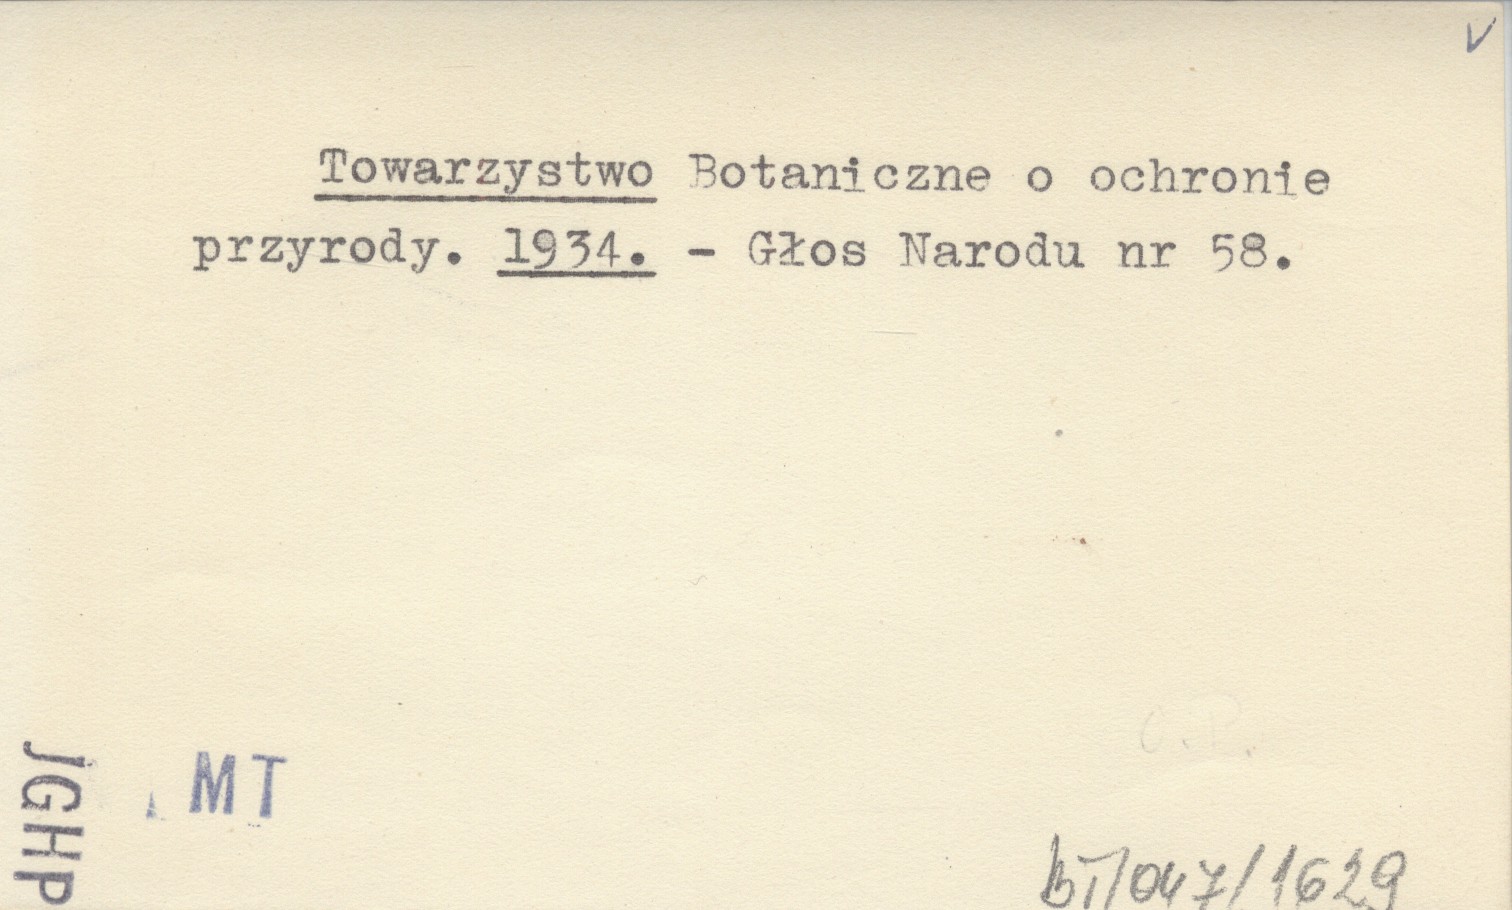 Towarzystwo Botaniczne o ochronie
przyrody. 1934. - Głos Narodu nr 58.
MT
JGHP
bT/047/1629